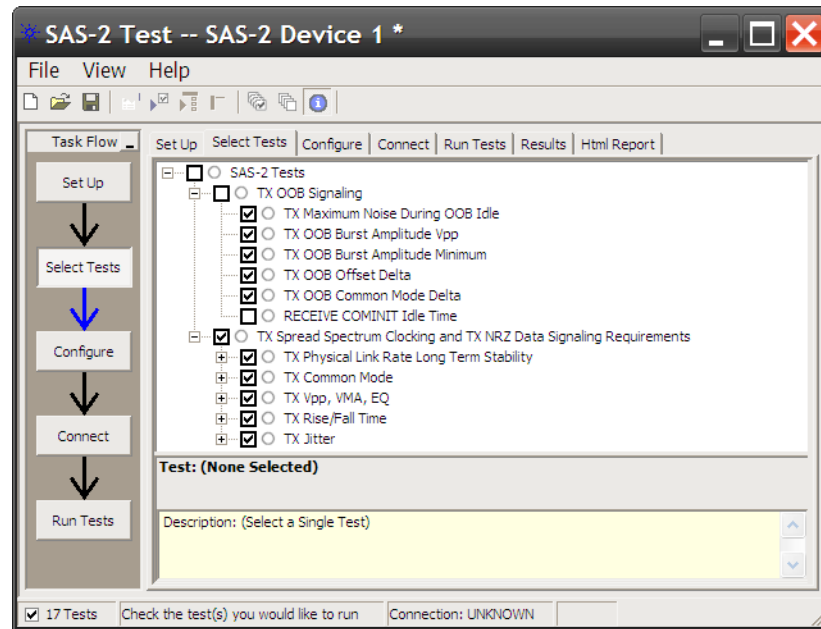 SAS-2 Test -- SAS-2 Device 1 *
File View Help
Task Flow
Set Up Select Tests Configure Connect Run Tests Results Html Report
Set Up
Select Tests
Configure
Connect
Run Tests
SAS-2 Tests
TX OOB Signaling
TX Maximum Noise During OOB Idle
TX OOB Burst Amplitude Vpp
TX OOB Burst Amplitude Minimum
TX OOB Offset Delta
TX OOB Common Mode Delta
RECEIVE COMINIT Idle Time
TX Spread Spectrum Clocking and TX NRZ Data Signaling Requirements
TX Physical Link Rate Long Term Stability
TX Common Mode
TX Vpp, VMA, EQ
TX Rise/Fall Time
TX Jitter
Test: (None Selected)
Description: (Select a Single Test)
17 Tests Check the test(s) you would like to run Connection: UNKNOWN